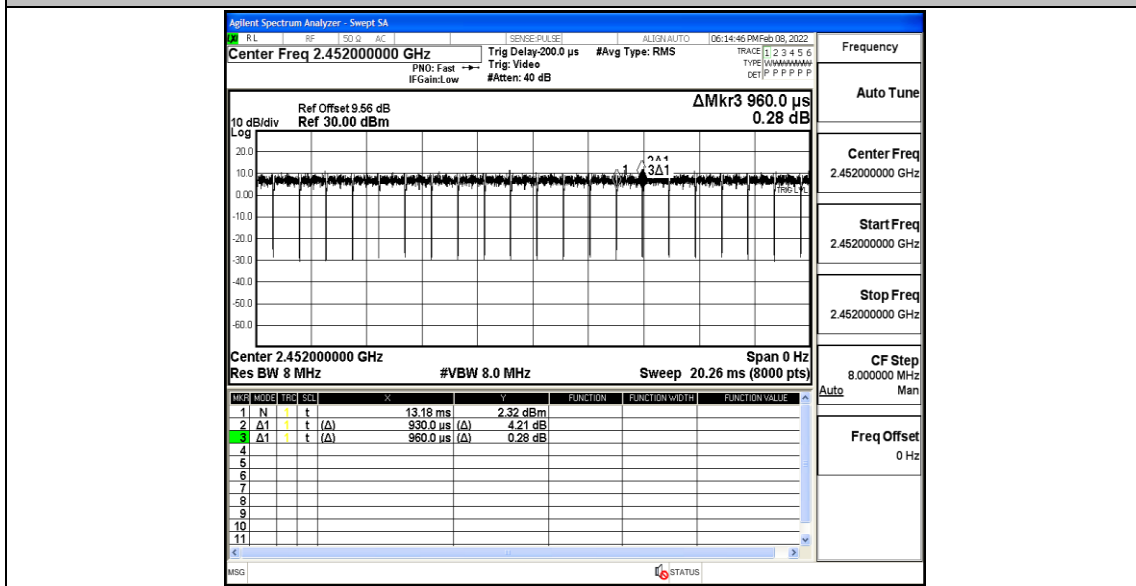 Agilent Spectrum Analyzer - Swept SA
RL RF 50 Ω AC SENSE:PULSE ALIGNAUTO 06:14:46 PM Feb 08, 2022
Center Freq 2.452000000 GHz
PNO: Fast
IFGain:Low
Trig Delay-200.0 µs
Trig: Video
#Atten: 40 dB
#Avg Type: RMS
TRACE 1 2 3 4 5 6
TYPE
DET P P P P P P
Ref Offset 9.56 dB
Ref 30.00 dBm
10 dB/div
Log
ΔMkr3 960.0 µs
0.28 dB
20.0
10.0
0.00
-10.0
-20.0
-30.0
-40.0
-50.0
-60.0
1
3Δ1
TRIG LVL
Center 2.452000000 GHz Span 0 Hz
Res BW 8 MHz #VBW 8.0 MHz Sweep 20.26 ms (8000 pts)
MKR MODE TRC SCL X Y FUNCTION FUNCTION WIDTH FUNCTION VALUE
1 N 1 t 13.18 ms 2.32 dBm
2 Δ1 1 t (Δ) 930.0 µs (Δ) 4.21 dB
3 Δ1 1 t (Δ) 960.0 µs (Δ) 0.28 dB
4
5
6
7
8
9
10
11
MSG STATUS
Frequency
Auto Tune
Center Freq
2.452000000 GHz
Start Freq
2.452000000 GHz
Stop Freq
2.452000000 GHz
CF Step
8.000000 MHz
Auto Man
Freq Offset
0 Hz